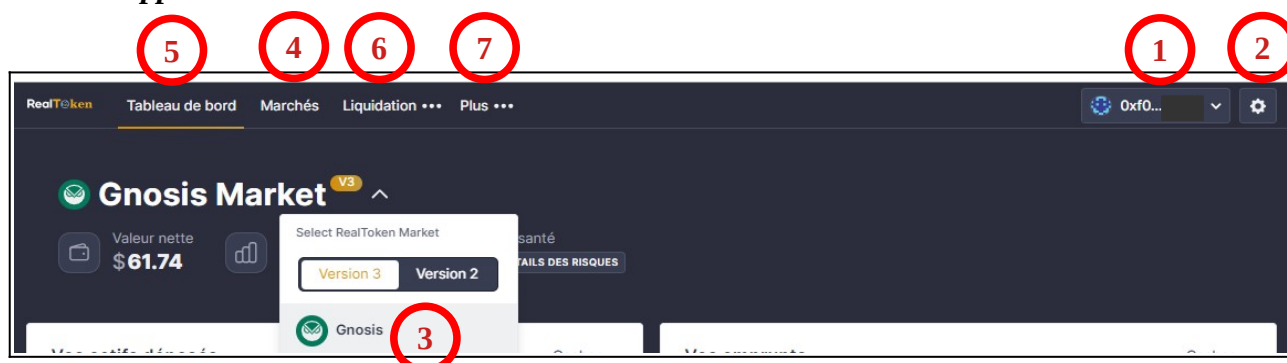 5 4 6 7 1 2
RealToken Tableau de bord Marchés Liquidation ••• Plus ••• 0xf0...
Gnosis Market V3
Valeur nette
$61.74
Select RealToken Market
santé
Version 3 Version 2
TAILS DES RISQUES
Gnosis
3